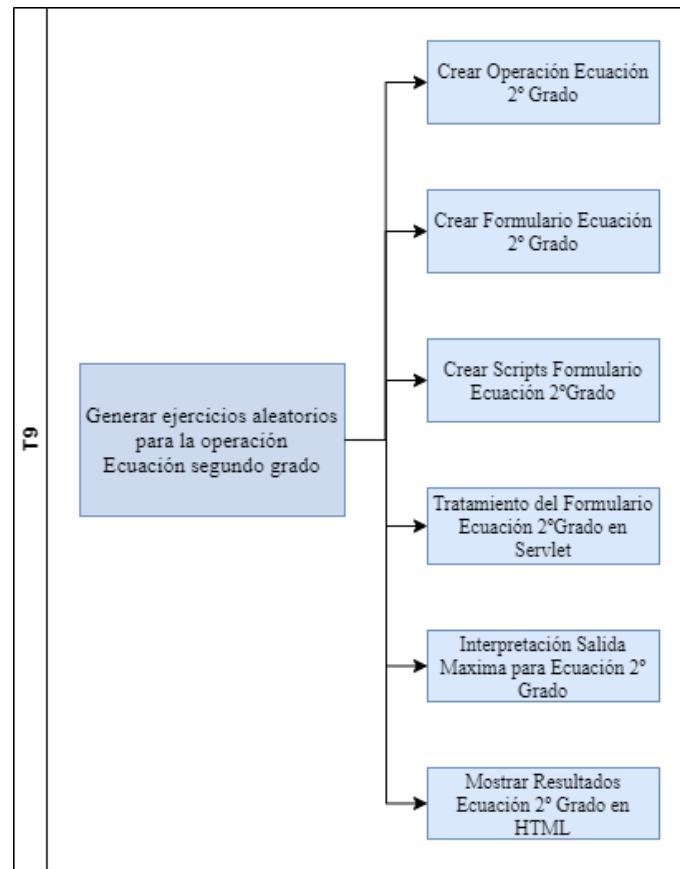 T9
Generar ejercicios aleatorios
para la operación
Ecuación segundo grado
Crear Operación Ecuación
2º Grado
Crear Formulario Ecuación
2º Grado
Crear Scripts Formulario
Ecuación 2ºGrado
Tratamiento del Formulario
Ecuación 2ºGrado en
Servlet
Interpretación Salida
Maxima para Ecuación 2º
Grado
Mostrar Resultados
Ecuación 2º Grado en
HTML